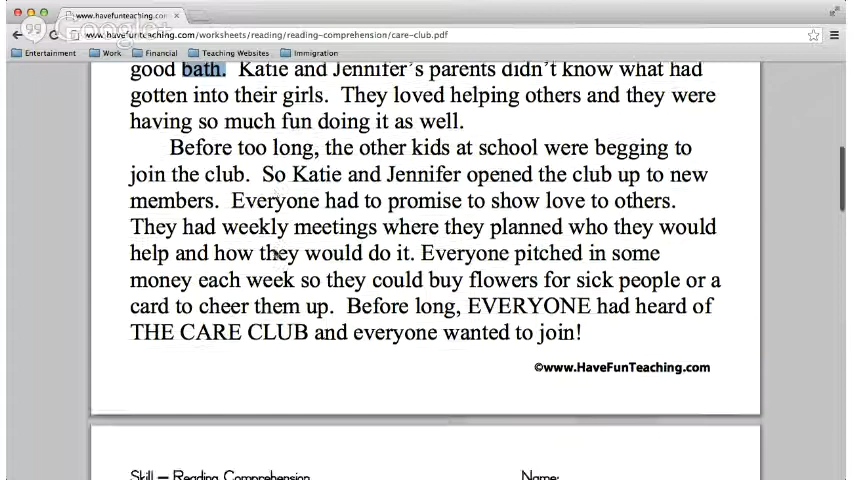 www.havefunteaching.com
Google+
www.havefunteaching.com/worksheets/reading/reading-comprehension/care-club.pdf
Entertainment Work Financial Teaching Websites Immigration
good bath. Katie and Jennifer's parents didn't know what had
gotten into their girls. They loved helping others and they were
having so much fun doing it as well.
Before too long, the other kids at school were begging to
join the club. So Katie and Jennifer opened the club up to new
members. Everyone had to promise to show love to others.
They had weekly meetings where they planned who they would
help and how they would do it. Everyone pitched in some
money each week so they could buy flowers for sick people or a
card to cheer them up. Before long, EVERYONE had heard of
THE CARE CLUB and everyone wanted to join!
©www.HaveFunTeaching.com
Skill – Reading Comprehension Name: